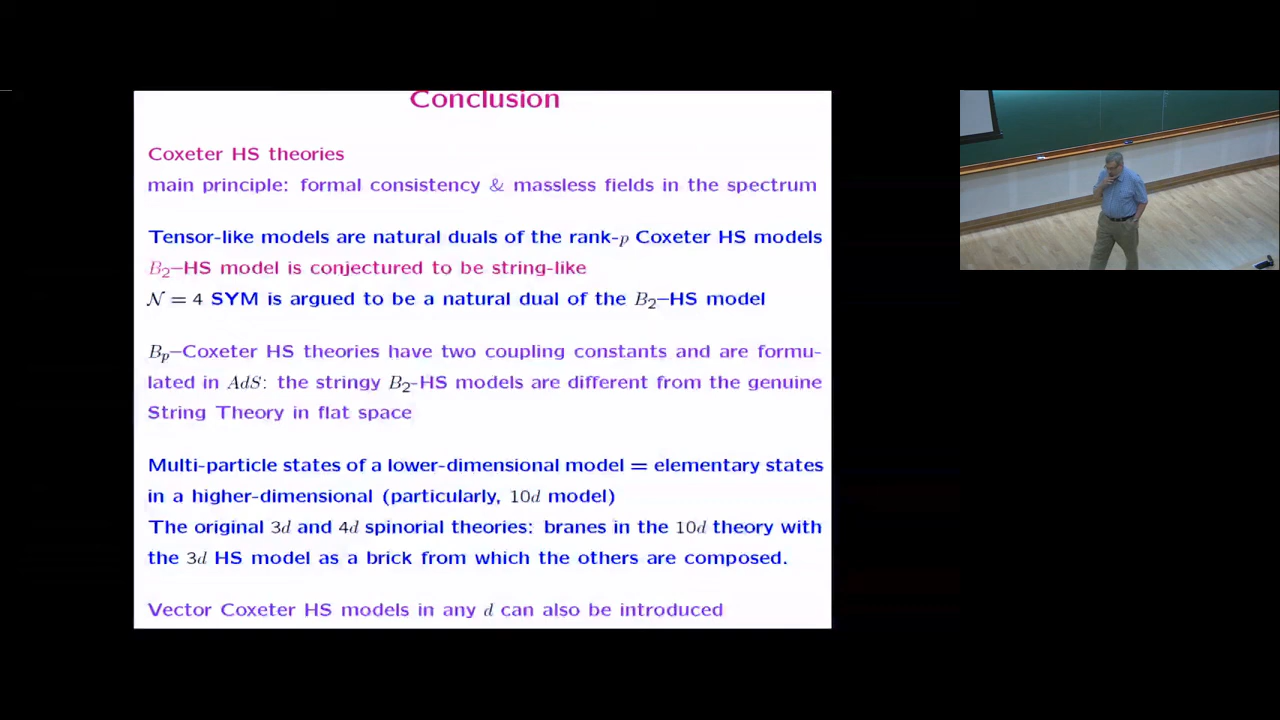 Conclusion
Coxeter HS theories
main principle: formal consistency & massless fields in the spectrum
Tensor-like models are natural duals of the rank-p Coxeter HS models
B₂–HS model is conjectured to be string-like
𝒩 = 4 SYM is argued to be a natural dual of the B₂–HS model
Bₚ–Coxeter HS theories have two coupling constants and are formu-
lated in AdS: the stringy B₂-HS models are different from the genuine
String Theory in flat space
Multi-particle states of a lower-dimensional model = elementary states
in a higher-dimensional (particularly, 10d model)
The original 3d and 4d spinorial theories: branes in the 10d theory with
the 3d HS model as a brick from which the others are composed.
Vector Coxeter HS models in any d can also be introduced